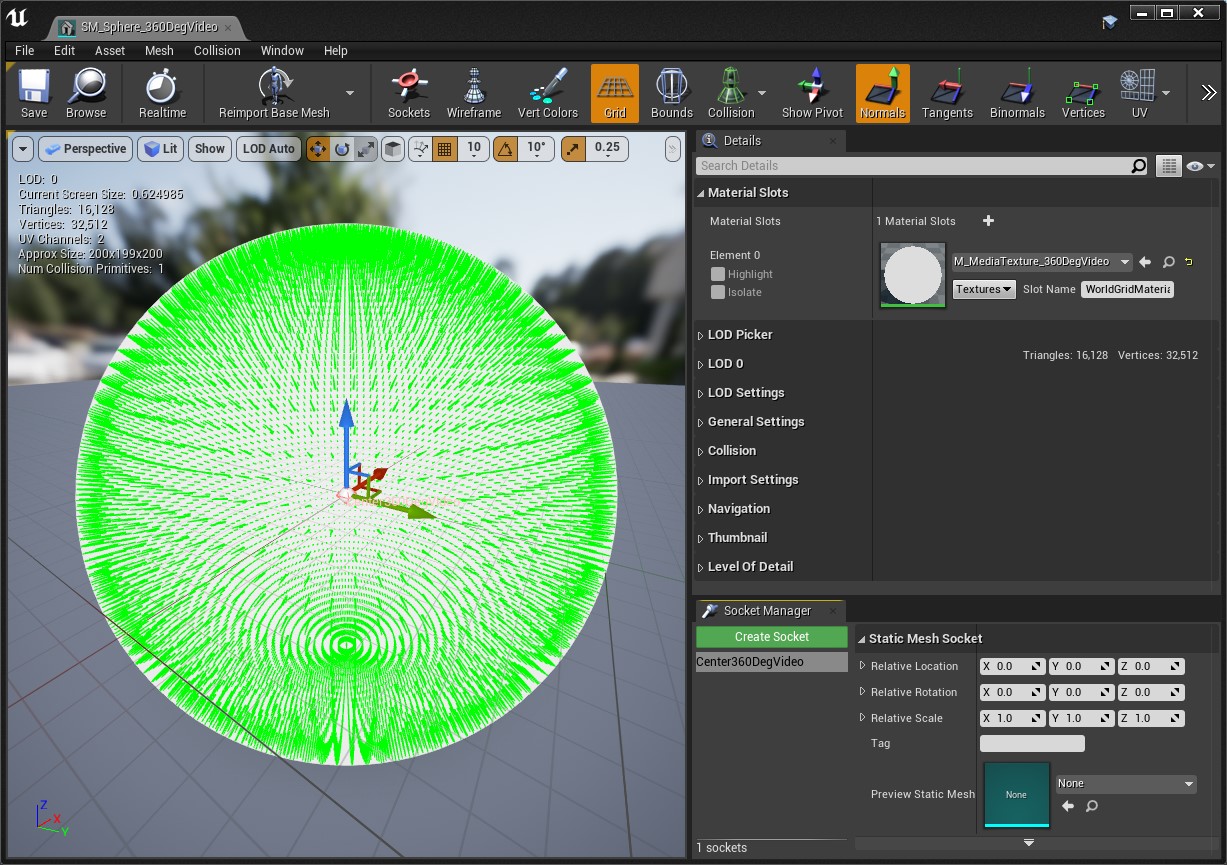 SM_Sphere_360DegVideo
File Edit Asset Mesh Collision Window Help
Save Browse Realtime Reimport Base Mesh Sockets Wireframe Vert Colors Grid Bounds Collision Show Pivot Normals Tangents Binormals Vertices UV
Perspective Lit Show LOD Auto 10 10° 0.25
LOD: 0
Current Screen Size: 0.624985
Triangles: 16,128
Vertices: 32,512
UV Channels: 2
Approx Size: 200x199x200
Num Collision Primitives: 1
Z
X
Y
Details
Search Details
Material Slots
Material Slots 1 Material Slots
Element 0
Highlight
Isolate
M_MediaTexture_360DegVideo
Textures Slot Name WorldGridMateria
LOD Picker
LOD 0
Triangles: 16,128 Vertices: 32,512
LOD Settings
General Settings
Collision
Import Settings
Navigation
Thumbnail
Level Of Detail
Socket Manager
Create Socket
Center360DegVideo
1 sockets
Static Mesh Socket
Relative Location X 0.0 Y 0.0 Z 0.0
Relative Rotation X 0.0 Y 0.0 Z 0.0
Relative Scale X 1.0 Y 1.0 Z 1.0
Tag
Preview Static Mesh None None